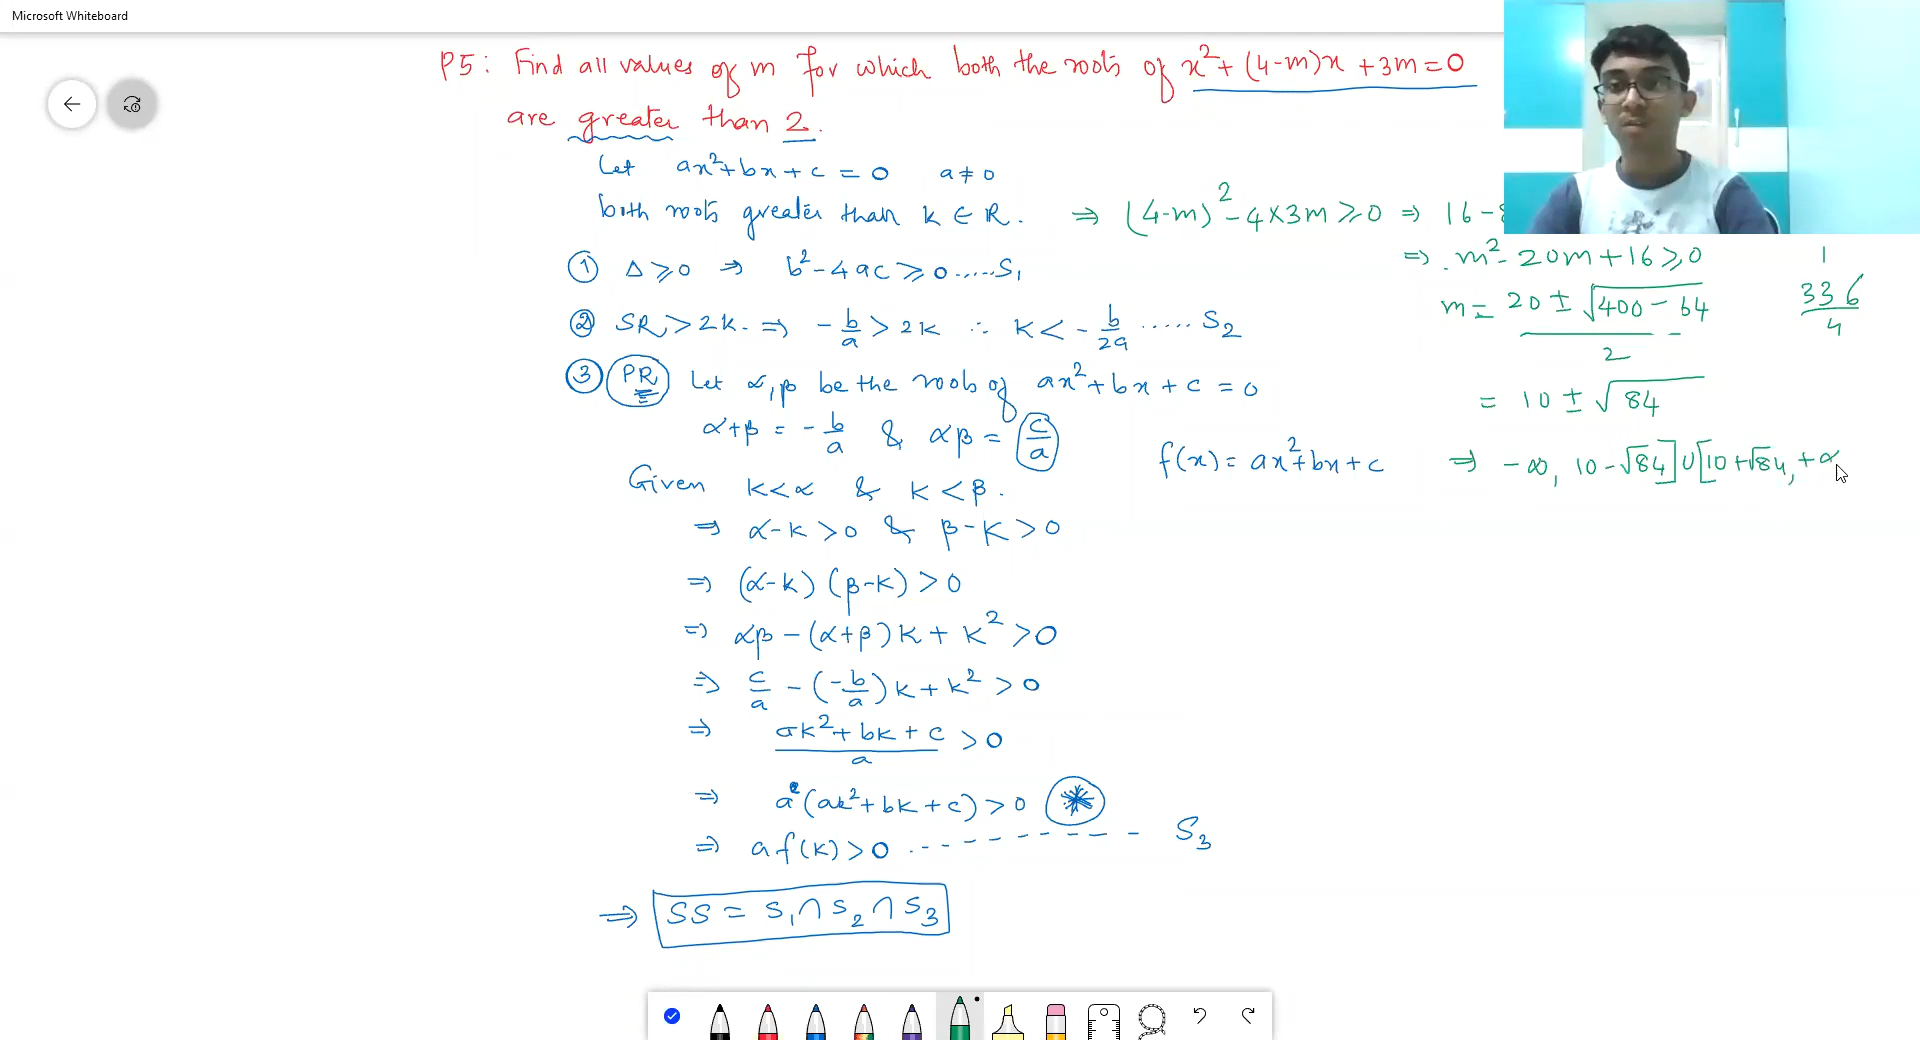 Microsoft Whiteboard
P5: Find all values of m for which both the roots of x²+(4-m)x+3m=0
are greater than 2.
Let ax²+bx+c=0 a≠0
both roots greater than k∈R.
① Δ≥0 ⇒ b²-4ac≥0.....S₁
② SR>2k. ⇒ -b/a>2k ∴ k<-b/2a .....S₂
③ PR Let α,β be the roots of ax²+bx+c=0
α+β=-b/a & αβ=c/a
Given k<α & k<β.
⇒ α-k>0 & β-k>0
⇒ (α-k)(β-k)>0
⇒ αβ-(α+β)k+k²>0
⇒ c/a-(-b/a)k+k²>0
⇒ (ak²+bk+c)/a>0
⇒ a(ak²+bk+c)>0 *
⇒ af(k)>0 ---------- S₃
⇒ SS=S₁∩S₂∩S₃
⇒ (4-m)²-4×3m≥0 ⇒ 16-8
⇒ m²-20m+16≥0
m=(20±√(400-64))/2
=10±√84
1
336
4
f(x)=ax²+bx+c
⇒ -∞, 10-√84]∪[10+√84, +∞